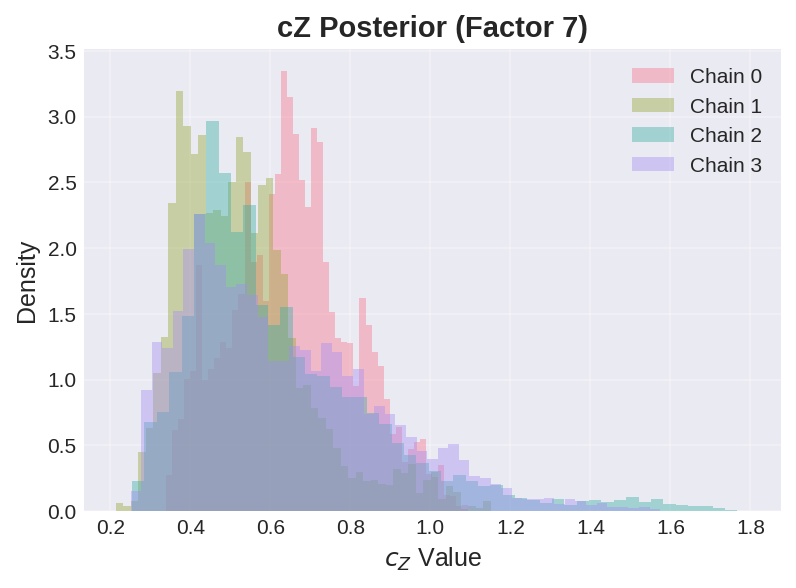 cZ Posterior (Factor 7)
3.5
3.0
2.5
2.0
1.5
1.0
0.5
0.0
Density
Chain 0
Chain 1
Chain 2
Chain 3
0.2 0.4 0.6 0.8 1.0 1.2 1.4 1.6 1.8
c_Z Value